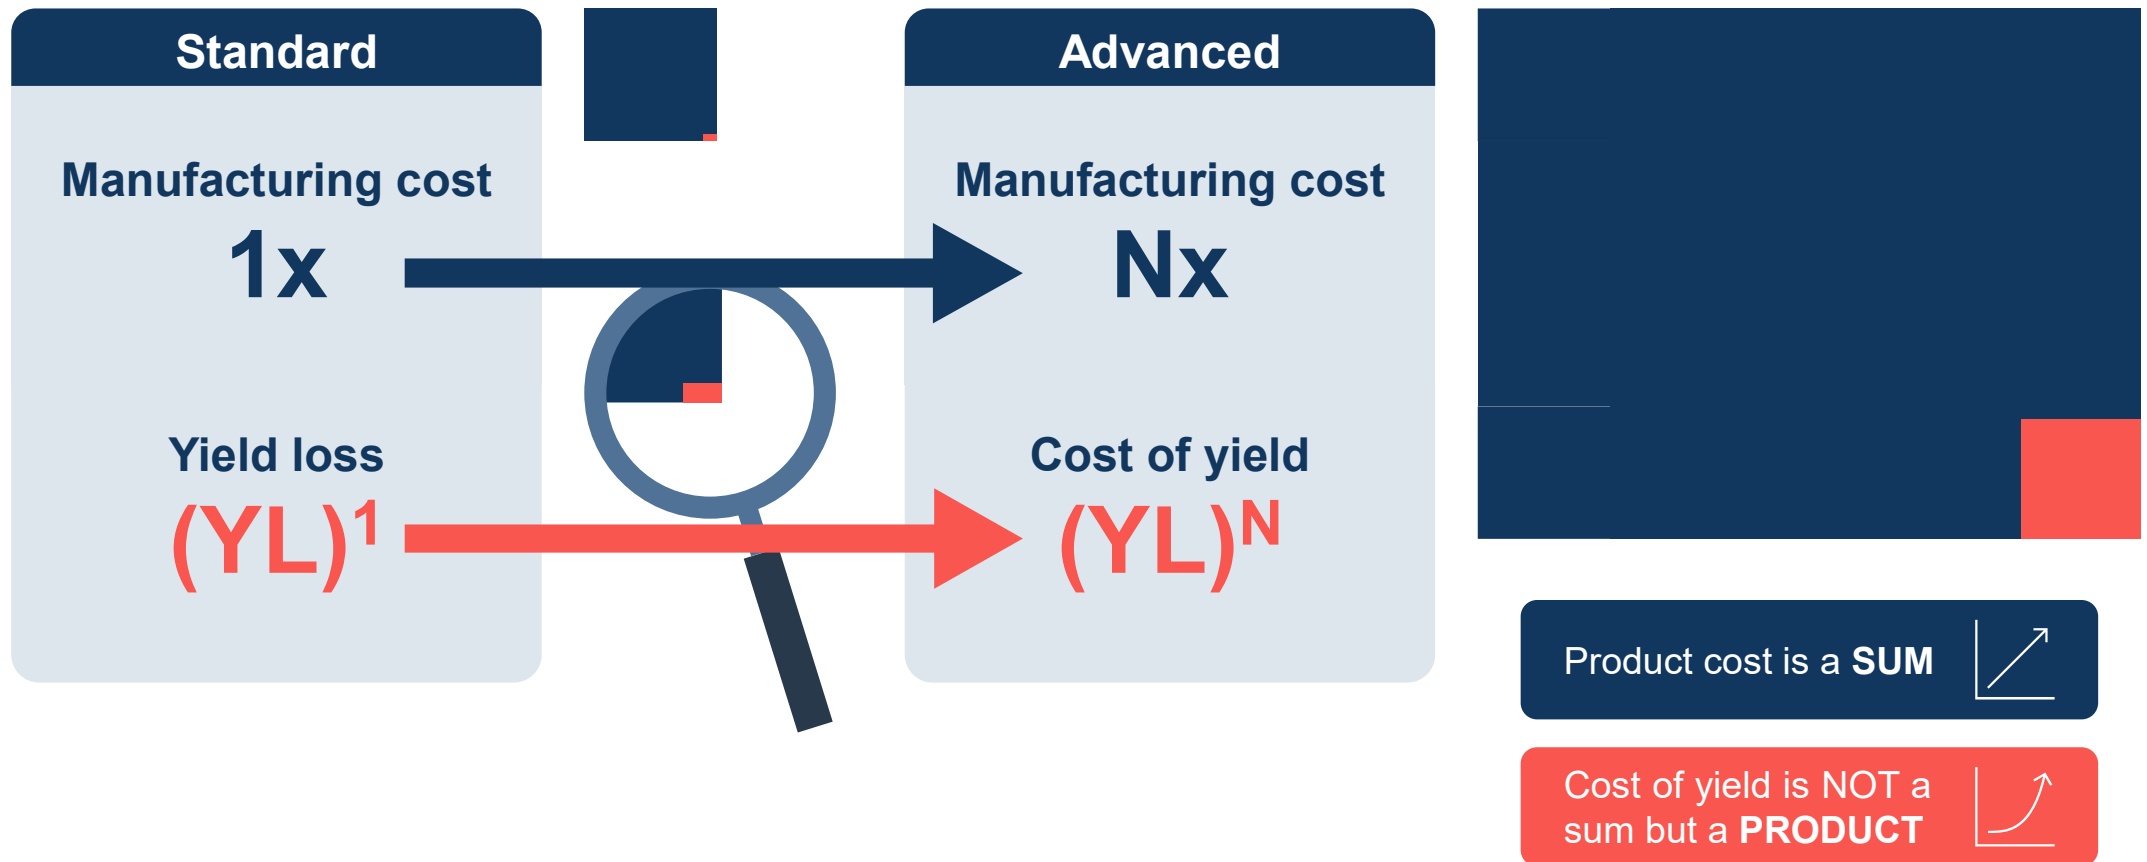 Standard
Manufacturing cost
1x
Yield loss
(YL)¹
Advanced
Manufacturing cost
Nx
Cost of yield
(YL)ᴺ
Product cost is a SUM
Cost of yield is NOT a
sum but a PRODUCT